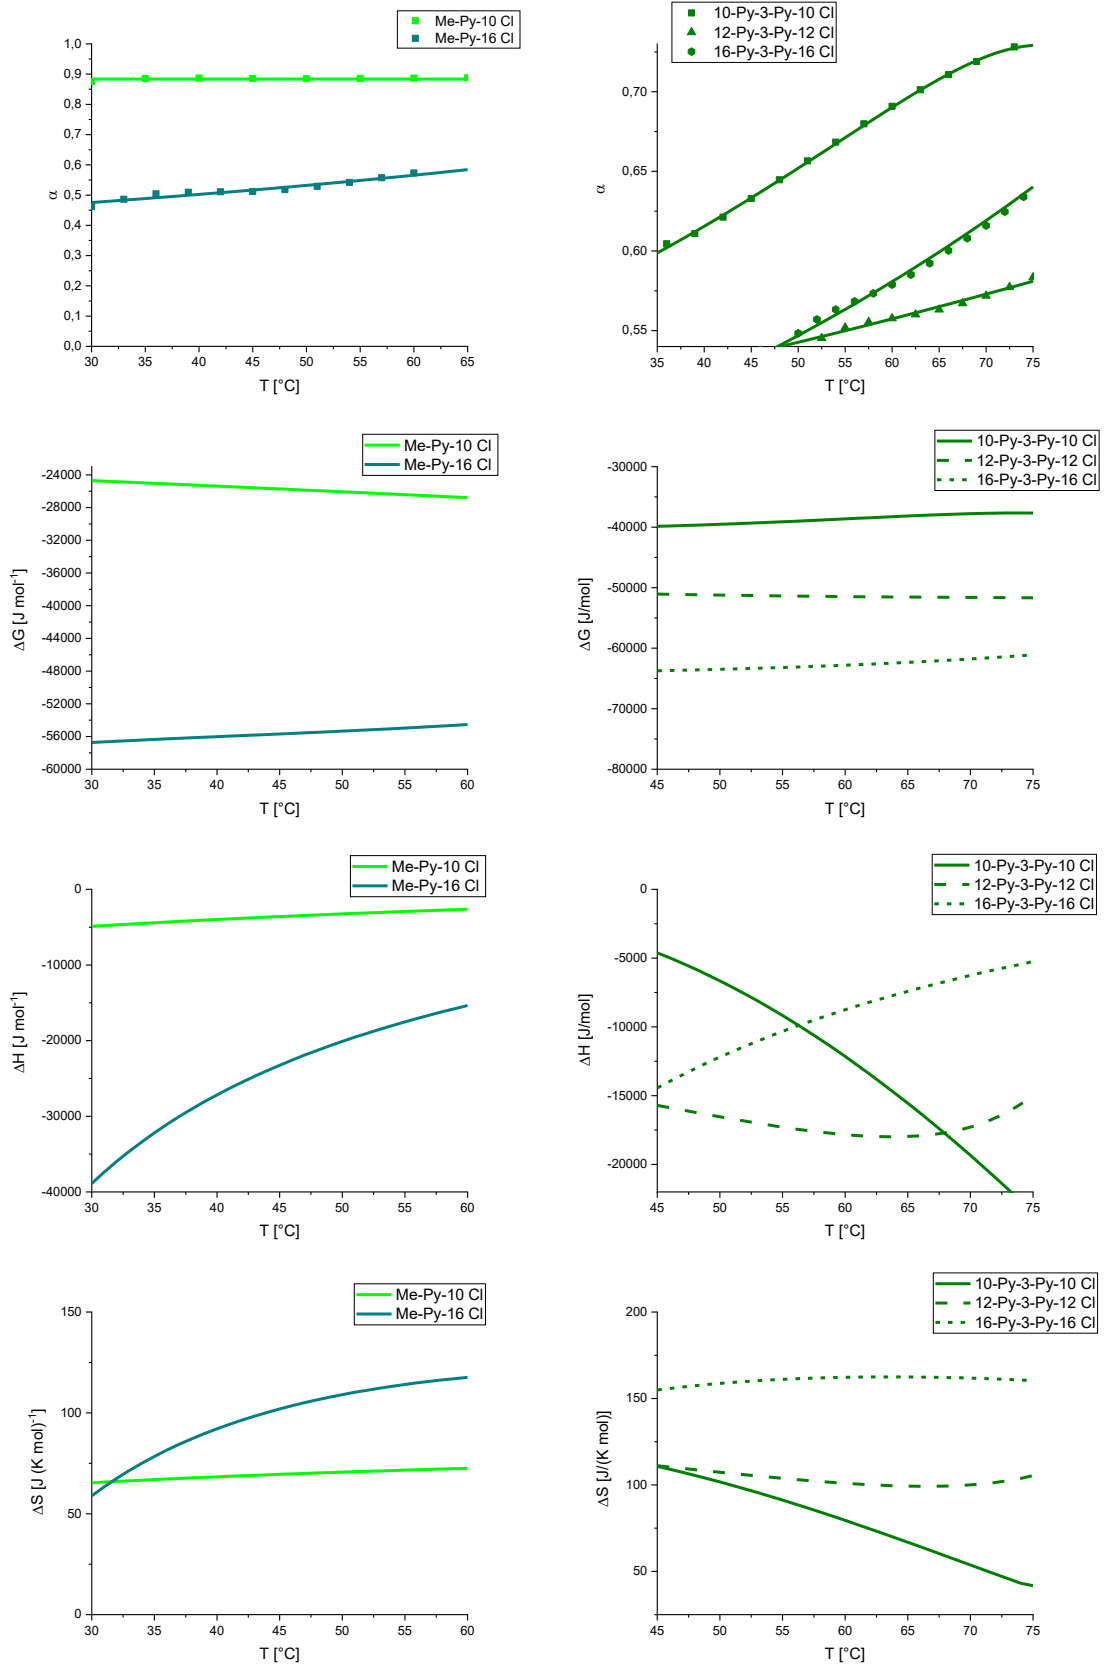 Me-Py-10 Cl
Me-Py-16 Cl
1,0
0,9
0,8
0,7
0,6
0,5
0,4
0,3
0,2
0,1
0,0
α
30 35 40 45 50 55 60 65
T [°C]
10-Py-3-Py-10 Cl
12-Py-3-Py-12 Cl
16-Py-3-Py-16 Cl
0,70
0,65
0,60
0,55
α
35 40 45 50 55 60 65 70 75
T [°C]
Me-Py-10 Cl
Me-Py-16 Cl
-24000
-28000
-32000
-36000
-40000
-44000
-48000
-52000
-56000
-60000
ΔG [J mol⁻¹]
30 35 40 45 50 55 60
T [°C]
10-Py-3-Py-10 Cl
12-Py-3-Py-12 Cl
16-Py-3-Py-16 Cl
-30000
-40000
-50000
-60000
-70000
-80000
ΔG [J/mol]
45 50 55 60 65 70 75
T [°C]
Me-Py-10 Cl
Me-Py-16 Cl
0
-10000
-20000
-30000
-40000
ΔH [J mol⁻¹]
30 35 40 45 50 55 60
T [°C]
10-Py-3-Py-10 Cl
12-Py-3-Py-12 Cl
16-Py-3-Py-16 Cl
0
-5000
-10000
-15000
-20000
ΔH [J/mol]
45 50 55 60 65 70 75
T [°C]
Me-Py-10 Cl
Me-Py-16 Cl
150
100
50
0
ΔS [J (K mol)⁻¹]
30 35 40 45 50 55 60
T [°C]
10-Py-3-Py-10 Cl
12-Py-3-Py-12 Cl
16-Py-3-Py-16 Cl
200
150
100
50
ΔS [J/(K mol)]
45 50 55 60 65 70 75
T [°C]